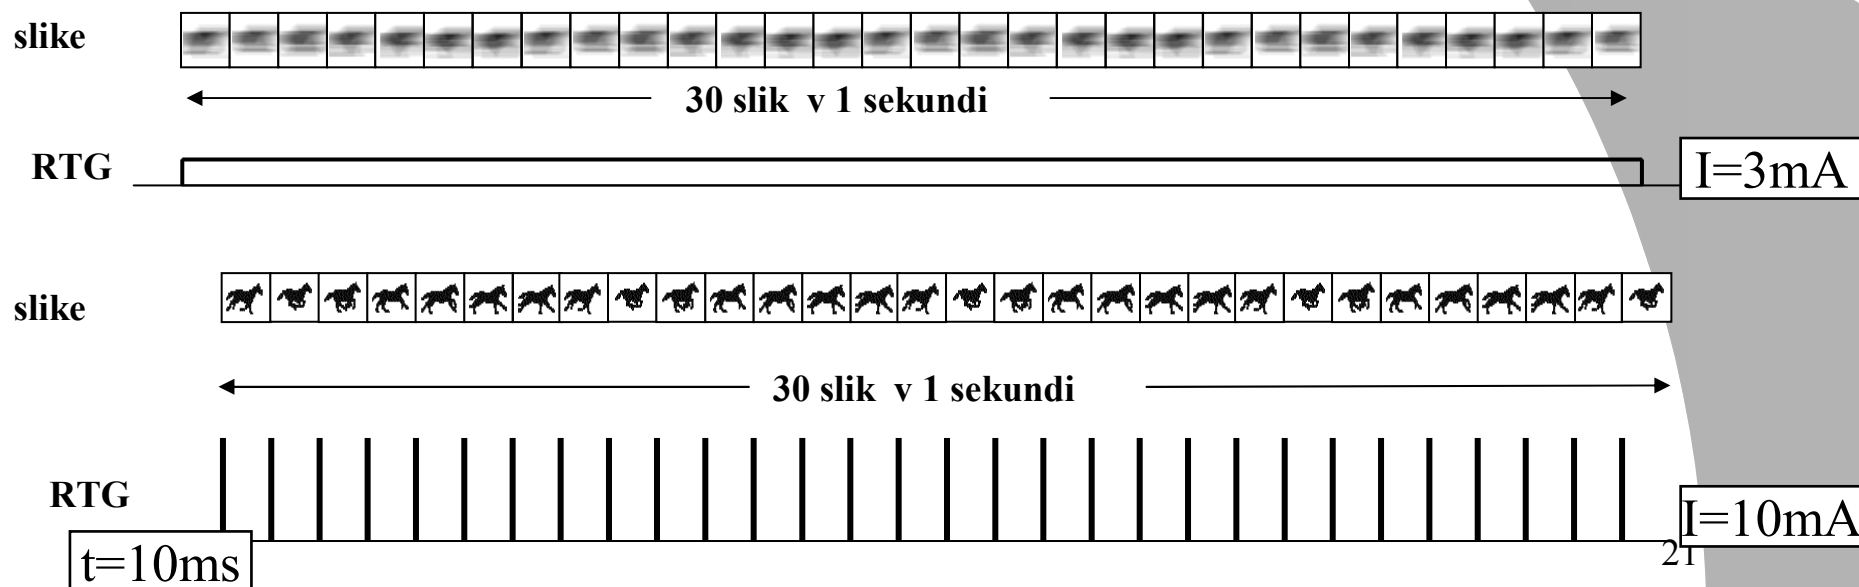 slike
30 slik v 1 sekundi
RTG
I=3mA
slike
30 slik v 1 sekundi
RTG
I=10mA
t=10ms
21